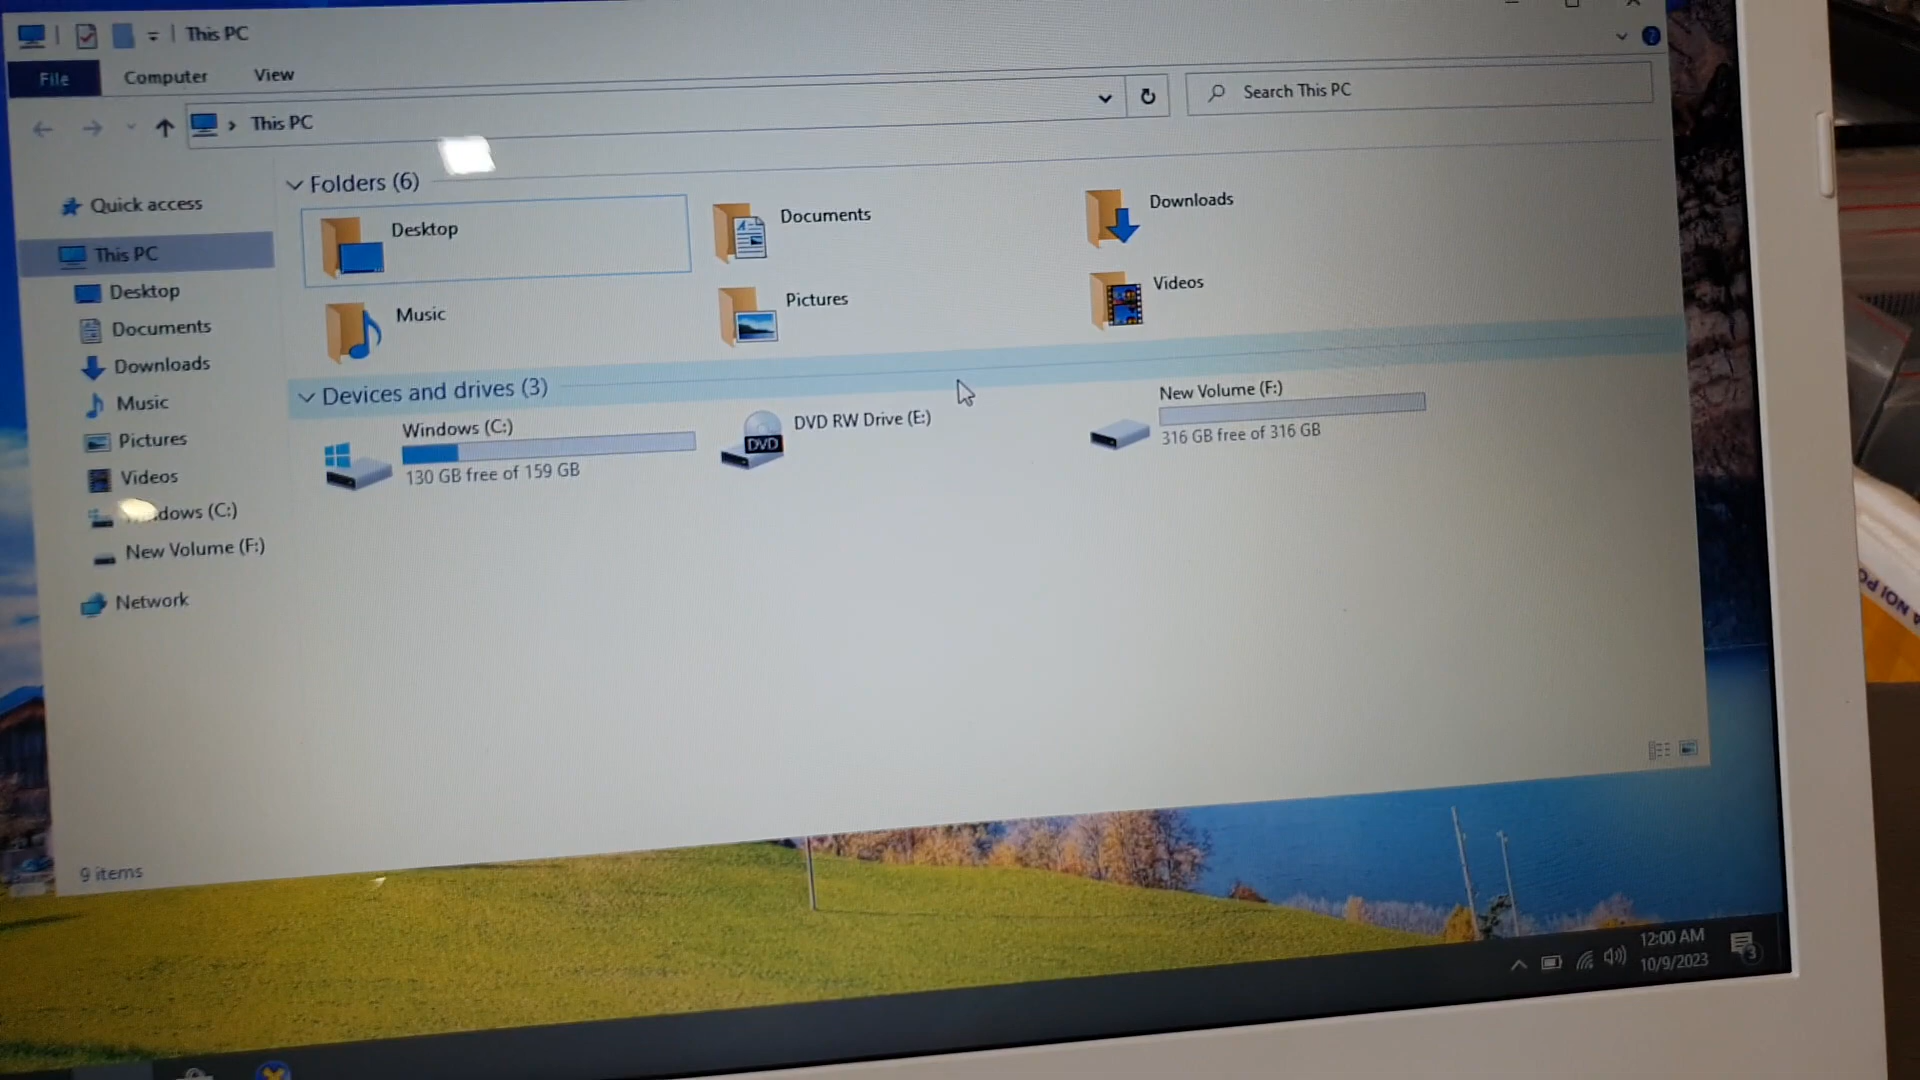 This PC
File Computer View
This PC
Search This PC
Quick access
This PC
Desktop
Documents
Downloads
Music
Pictures
Videos
dows (C:)
New Volume (F:)
Network
Folders (6)
Desktop
Documents
Downloads
Music
Pictures
Videos
Devices and drives (3)
Windows (C:)
130 GB free of 159 GB
DVD RW Drive (E:)
DVD
New Volume (F:)
316 GB free of 316 GB
9 items
12:00 AM
10/9/2023
3